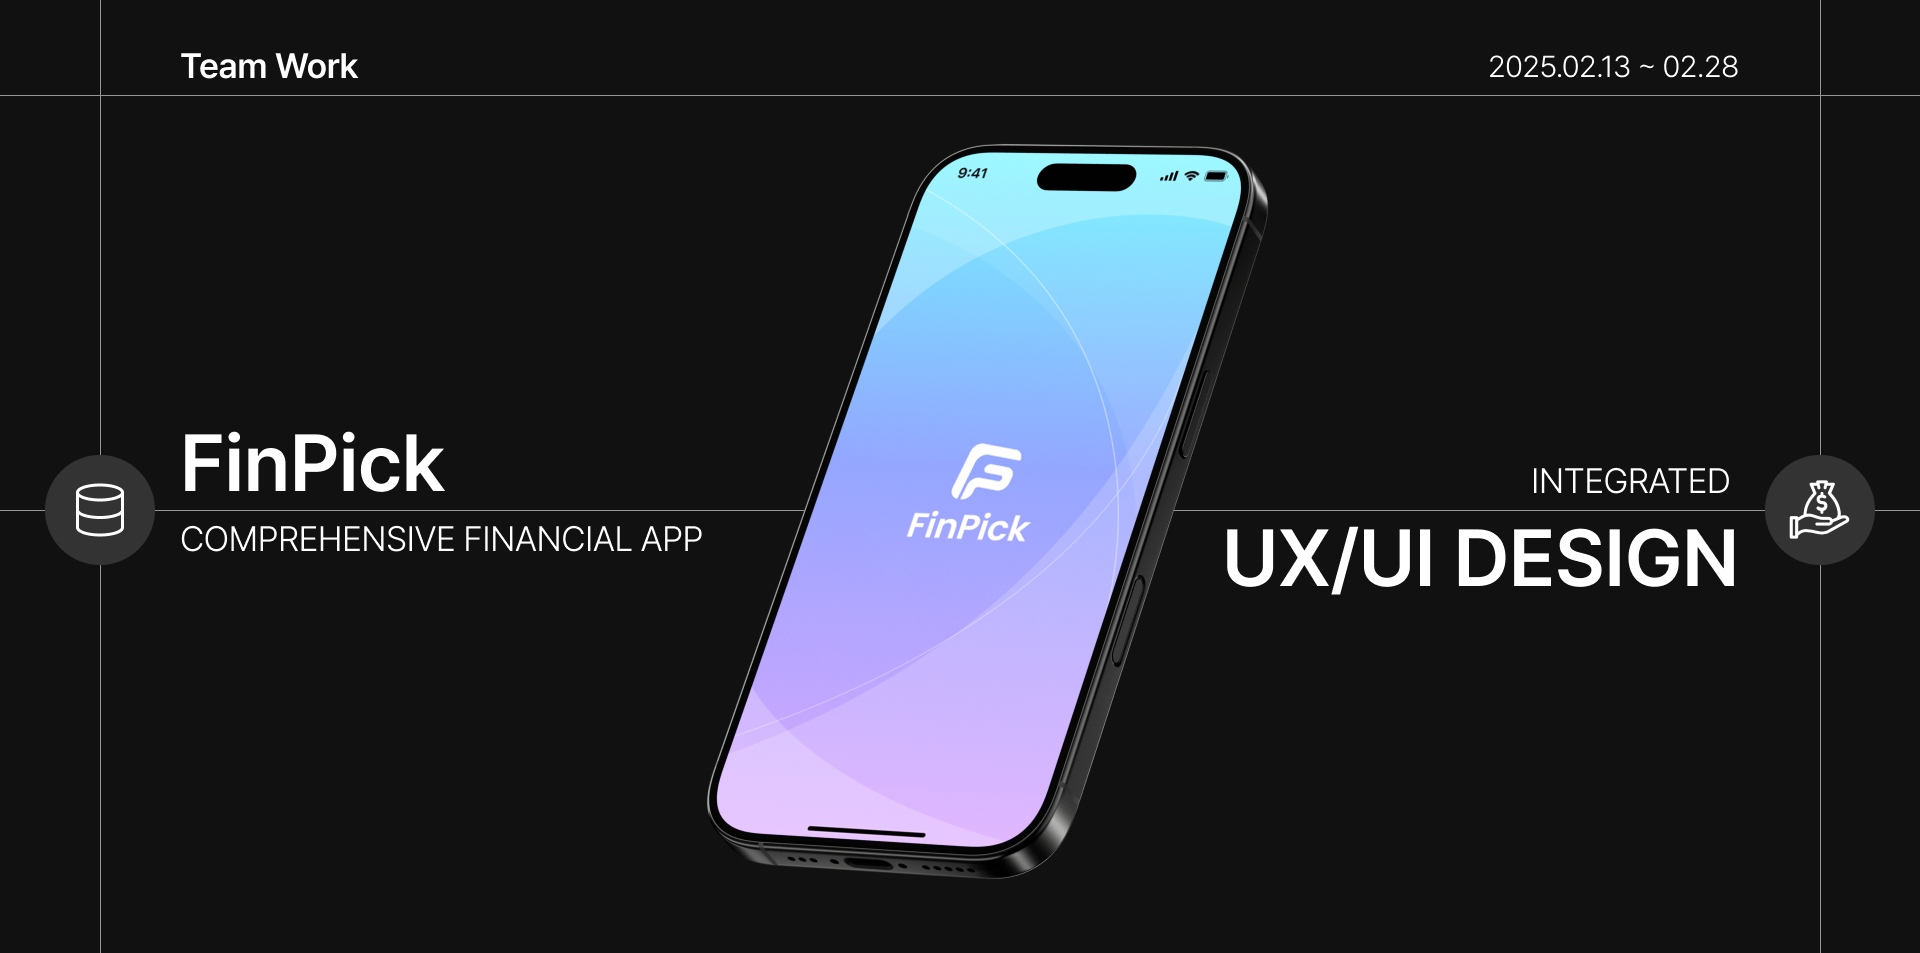 Team Work
2025.02.13 ~ 02.28
9:41
FinPick
COMPREHENSIVE FINANCIAL APP
FinPick
INTEGRATED
UX/UI DESIGN
$